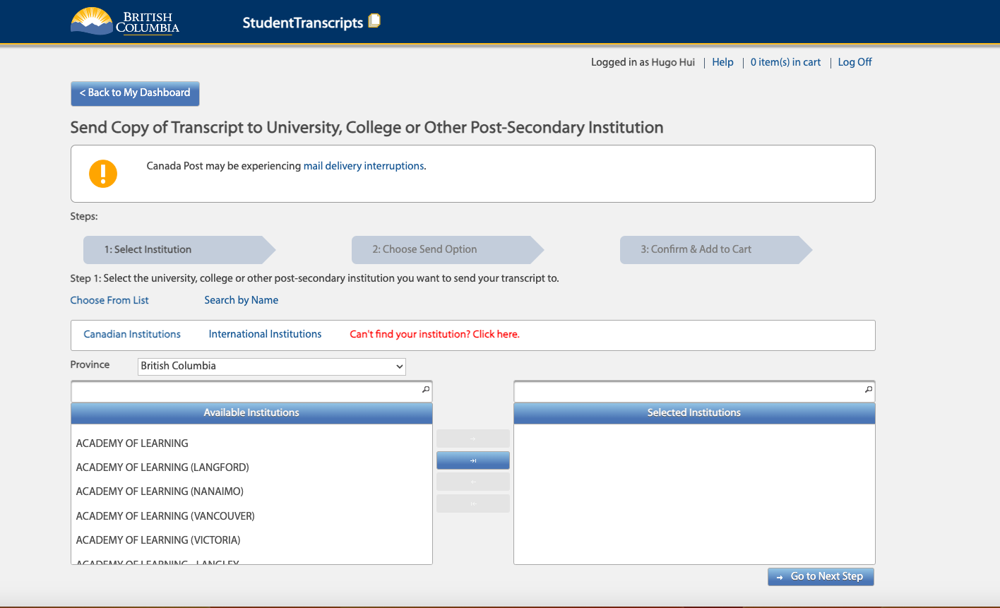 BRITISH
COLUMBIA
StudentTranscripts
Logged in as Hugo Hui | Help | 0 item(s) in cart | Log Off
< Back to My Dashboard
Send Copy of Transcript to University, College or Other Post-Secondary Institution
Canada Post may be experiencing mail delivery interruptions.
Steps:
1: Select Institution
2: Choose Send Option
3: Confirm & Add to Cart
Step 1: Select the university, college or other post-secondary institution you want to send your transcript to.
Choose From List
Search by Name
Canadian Institutions
International Institutions
Can't find your institution? Click here.
Province
British Columbia
Available Institutions
ACADEMY OF LEARNING
ACADEMY OF LEARNING (LANGFORD)
ACADEMY OF LEARNING (NANAIMO)
ACADEMY OF LEARNING (VANCOUVER)
ACADEMY OF LEARNING (VICTORIA)
ACADEMY OF LEARNING - LANGLEY
Selected Institutions
Go to Next Step